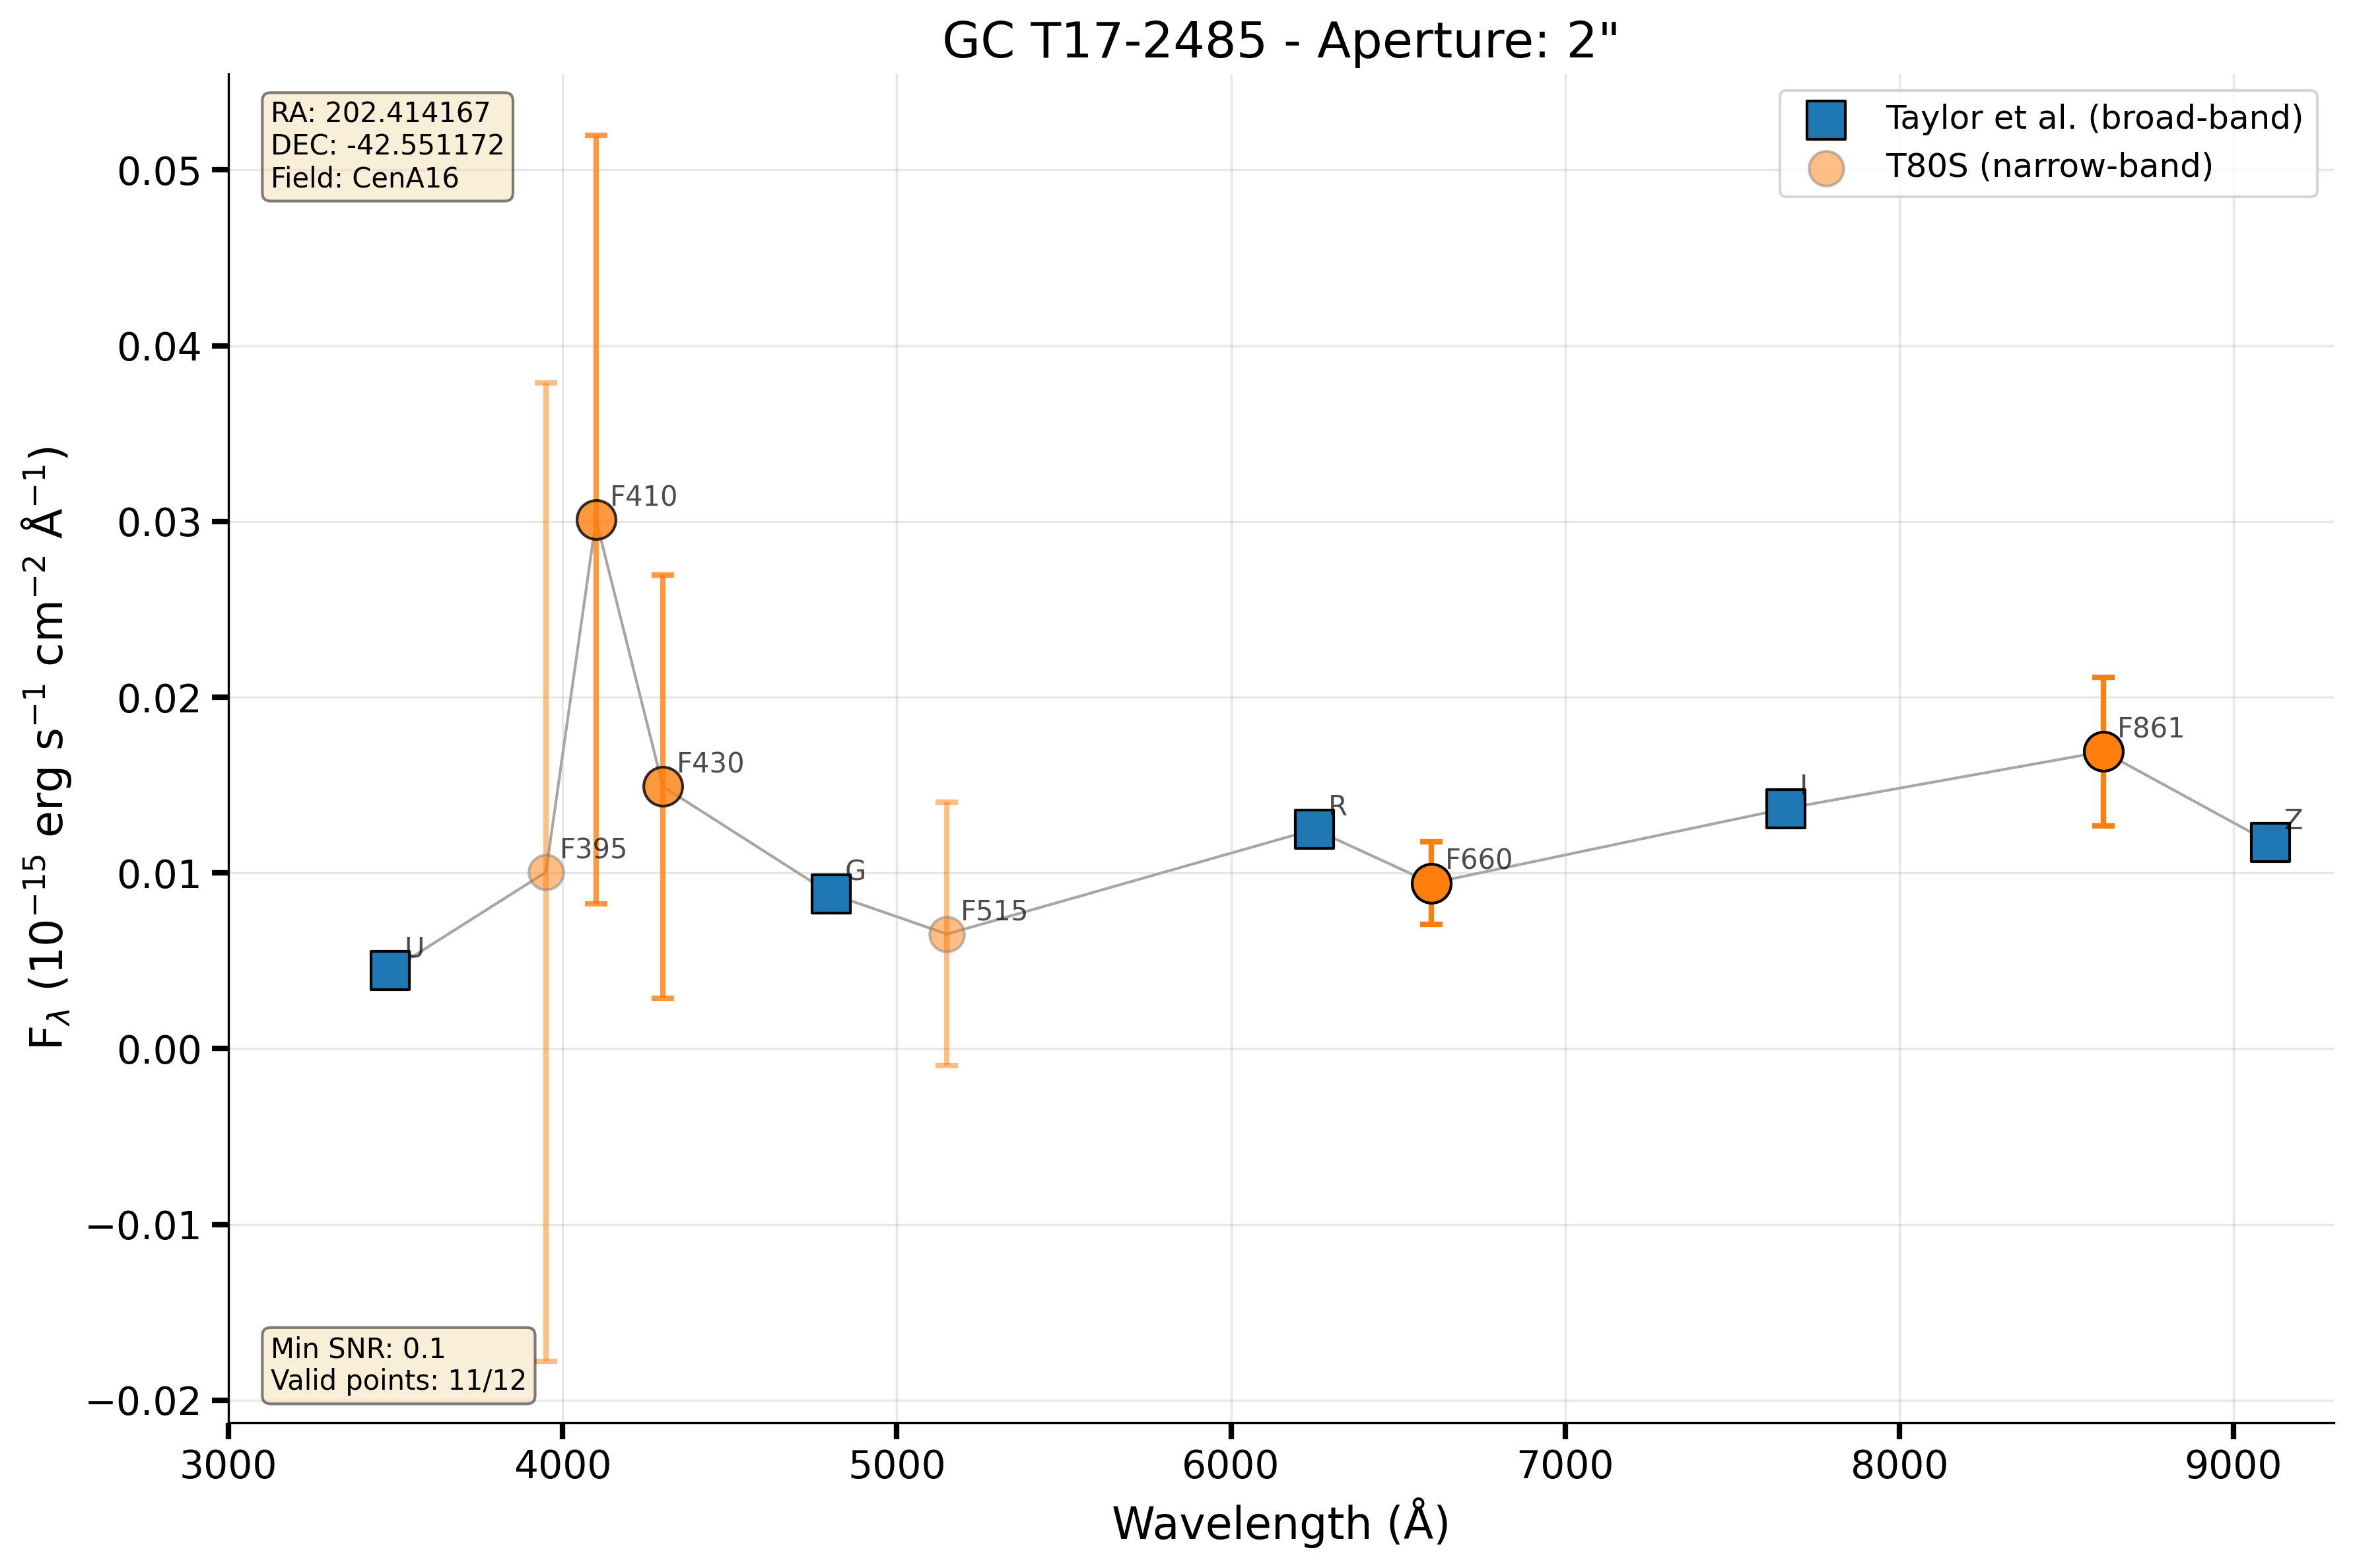 GC T17-2485 - Aperture: 2"
RA: 202.414167
DEC: -42.551172
Field: CenA16
Taylor et al. (broad-band)
T80S (narrow-band)
0.05
0.04
0.03
0.02
0.01
0.00
−0.01
−0.02
F_λ (10⁻¹⁵ erg s⁻¹ cm⁻² Å⁻¹)
U
F395
F410
F430
G
F515
R
F660
I
F861
Z
Min SNR: 0.1
Valid points: 11/12
3000 4000 5000 6000 7000 8000 9000
Wavelength (Å)